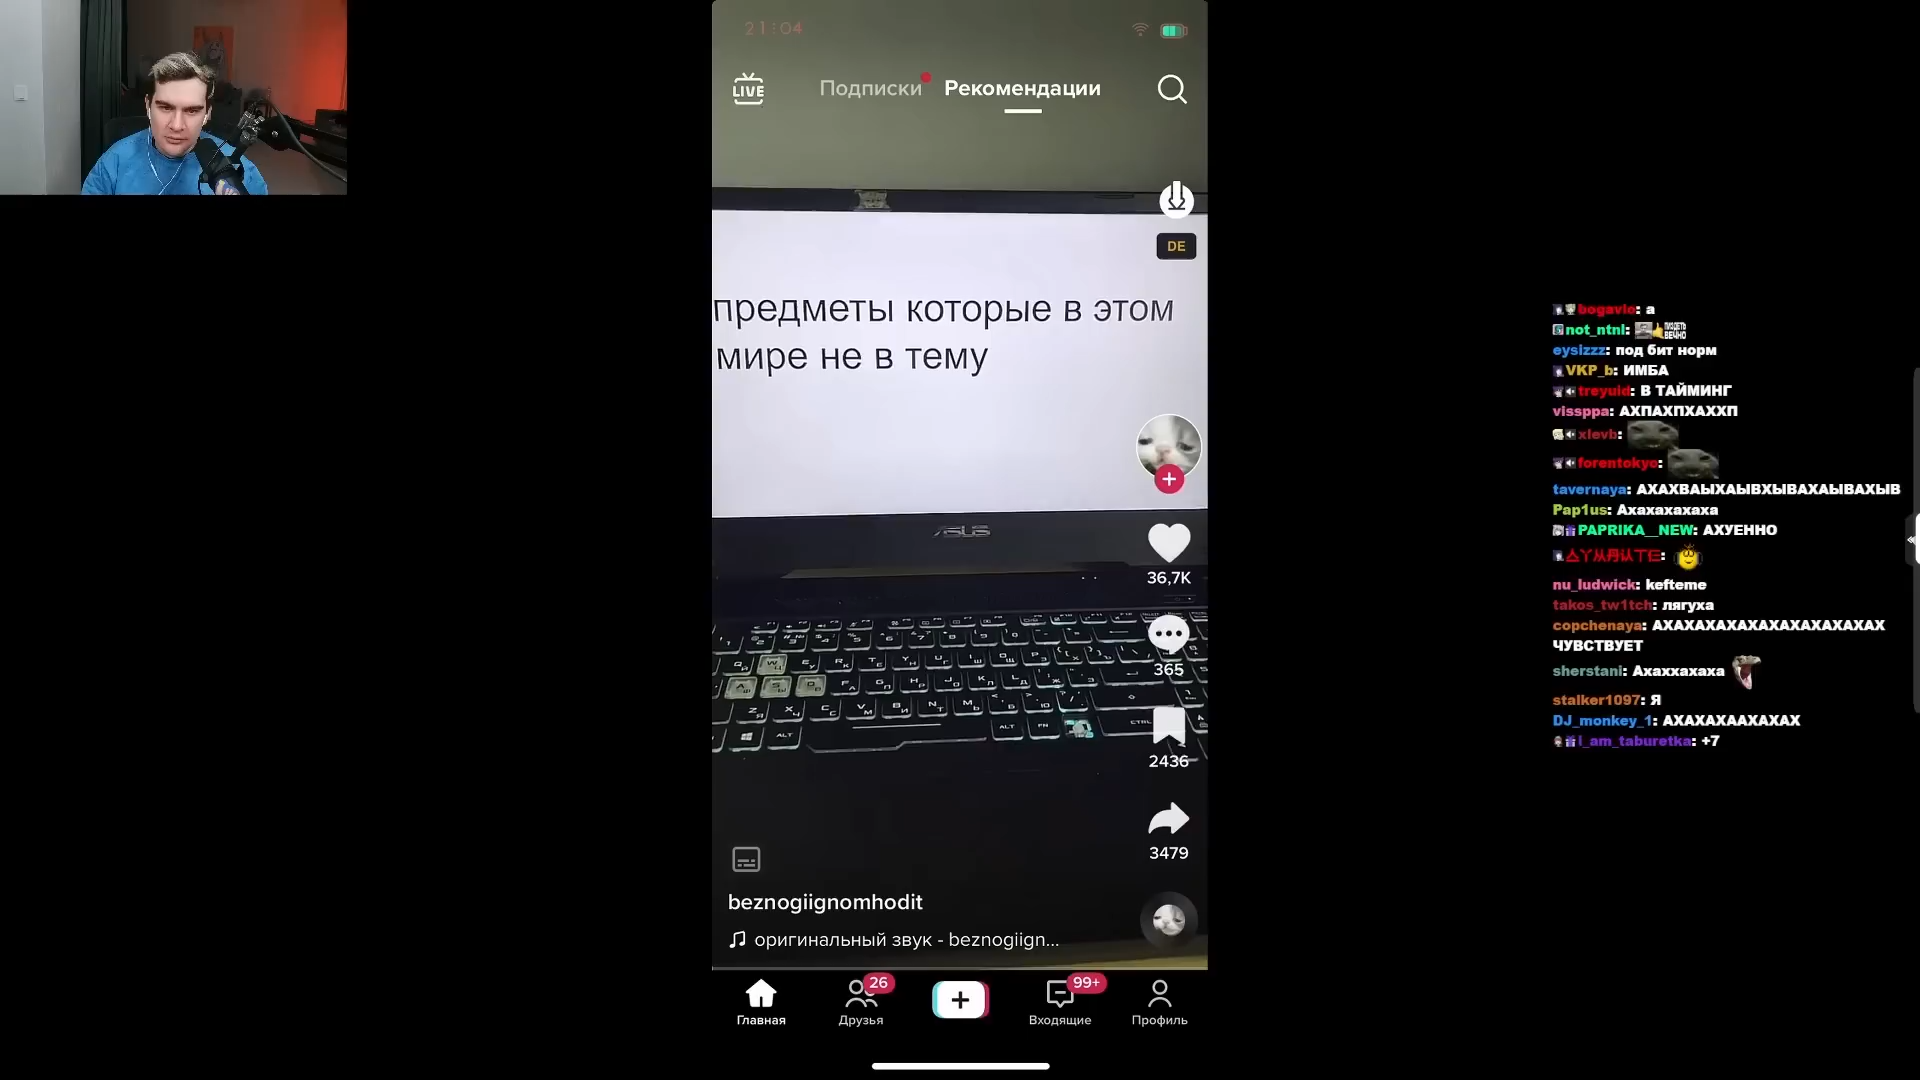 21:04
LIVE
Подписки
Рекомендации
DE
предметы которые в этом
мире не в тему
ASUS
36,7K
365
2436
3479
beznogiignomhodit
оригинальный звук - beznogiign...
Главная
26
Друзья
99+
Входящие
Профиль
bogavlo: a
not_ntnl:
eysizzz: под бит норм
VKP_b: ИМБА
treyuld: В ТАЙМИНГ
vissppa: АХПАХПХАХХП
xlevb:
forentokyo:
tavernaya: АХАХВАЫХАЫВХЫВАХАЫВАХЫВ
Pap1us: Ахахахахаха
PAPRIKA__NEW: АХУЕННО
nu_ludwick: kefteme
takos_tw1tch: лягуха
copchenaya: АХАХАХАХАХАХАХАХАХАХАХ
ЧУВСТВУЕТ
sherstani: Ахаххахаха
stalker1097: Я
DJ_monkey_1: АХАХАХААХАХАХ
I_am_taburetka: +7